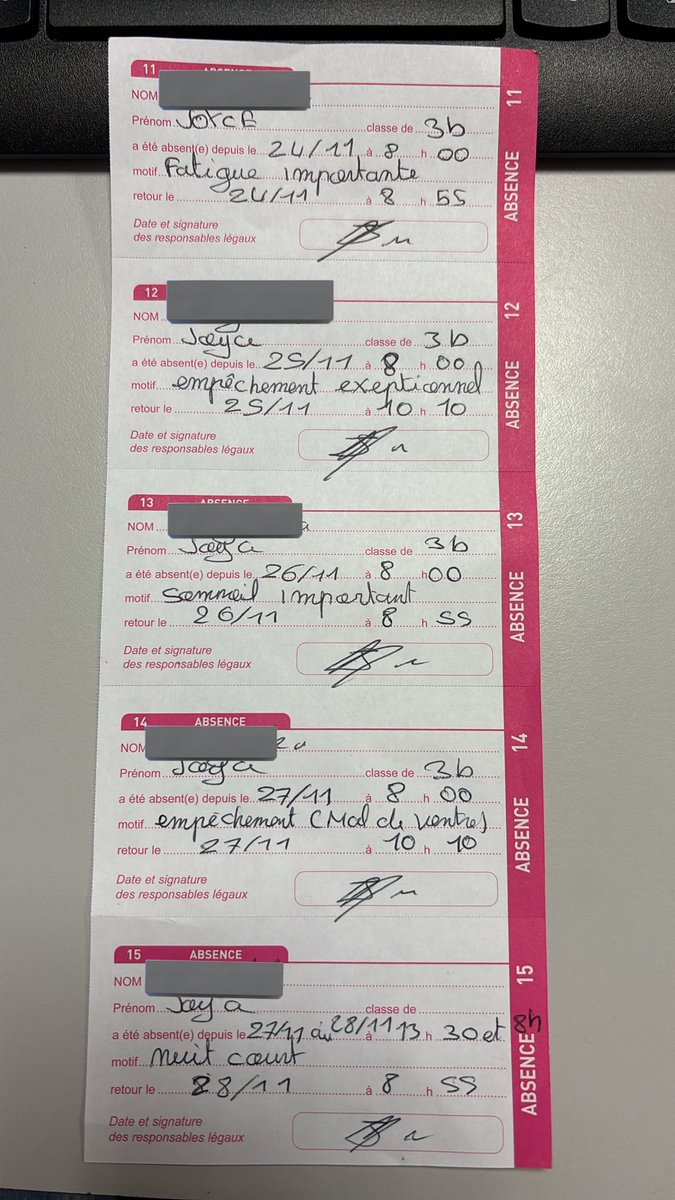 11 ABSENCE
NOM
Prénom classe de 3b
a été absent(e) depuis le 24/11 à 8 h 00
motif Fatigue importante
retour le 24/11 à 8 h 55
Date et signature
des responsables légaux
ABSENCE 11
12
NOM
Prénom Joyce classe de 3b
a été absent(e) depuis le 25/11 à 8 h 00
motif empêchement exeptionnel
retour le 25/11 à 10 h 10
Date et signature
des responsables légaux
ABSENCE 12
13 ABSENCE
NOM
Prénom classe de 3b
a été absent(e) depuis le 26/11 à 8 h 00
motif Sommeil important
retour le 26/11 à 8 h 55
Date et signature
des responsables légaux
ABSENCE 13
14 ABSENCE
NOM
Prénom classe de 3b
a été absent(e) depuis le 27/11 à 8 h 00
motif empêchement (Mal de ventre)
retour le 27/11 à 10 h 10
Date et signature
des responsables légaux
ABSENCE 14
15 ABSENCE
NOM
Prénom classe de
a été absent(e) depuis le 27/11 au 28/11 à 13 h 30 et 8h
motif nuit court
retour le 28/11 à 8 h 55
Date et signature
des responsables légaux
ABSENCE 15